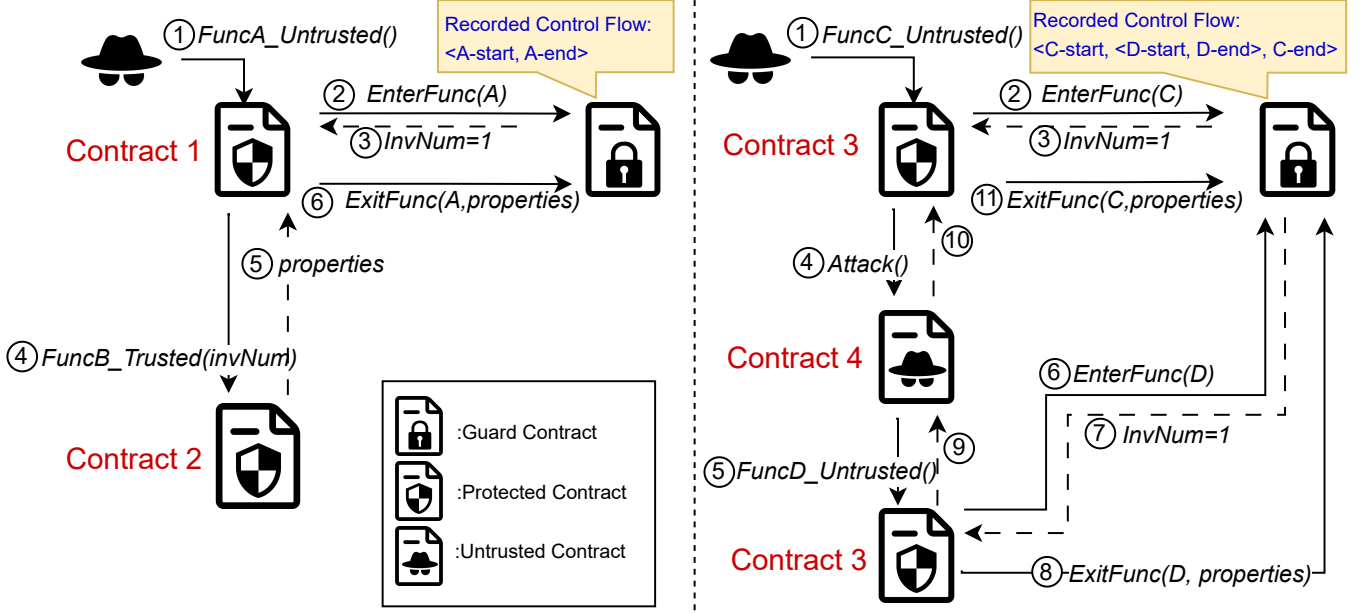 ① FuncA_Untrusted()
Recorded Control Flow:
<A-start, A-end>
② EnterFunc(A)
③ InvNum=1
Contract 1
⑥ ExitFunc(A,properties)
⑤ properties
④ FuncB_Trusted(invNum)
Contract 2
:Guard Contract
:Protected Contract
:Untrusted Contract
① FuncC_Untrusted()
Recorded Control Flow:
<C-start, <D-start, D-end>, C-end>
② EnterFunc(C)
③ InvNum=1
Contract 3
⑪ ExitFunc(C,properties)
⑩
④ Attack()
Contract 4
⑥ EnterFunc(D)
⑦ InvNum=1
⑨
⑤ FuncD_Untrusted()
Contract 3
⑧ ExitFunc(D, properties)